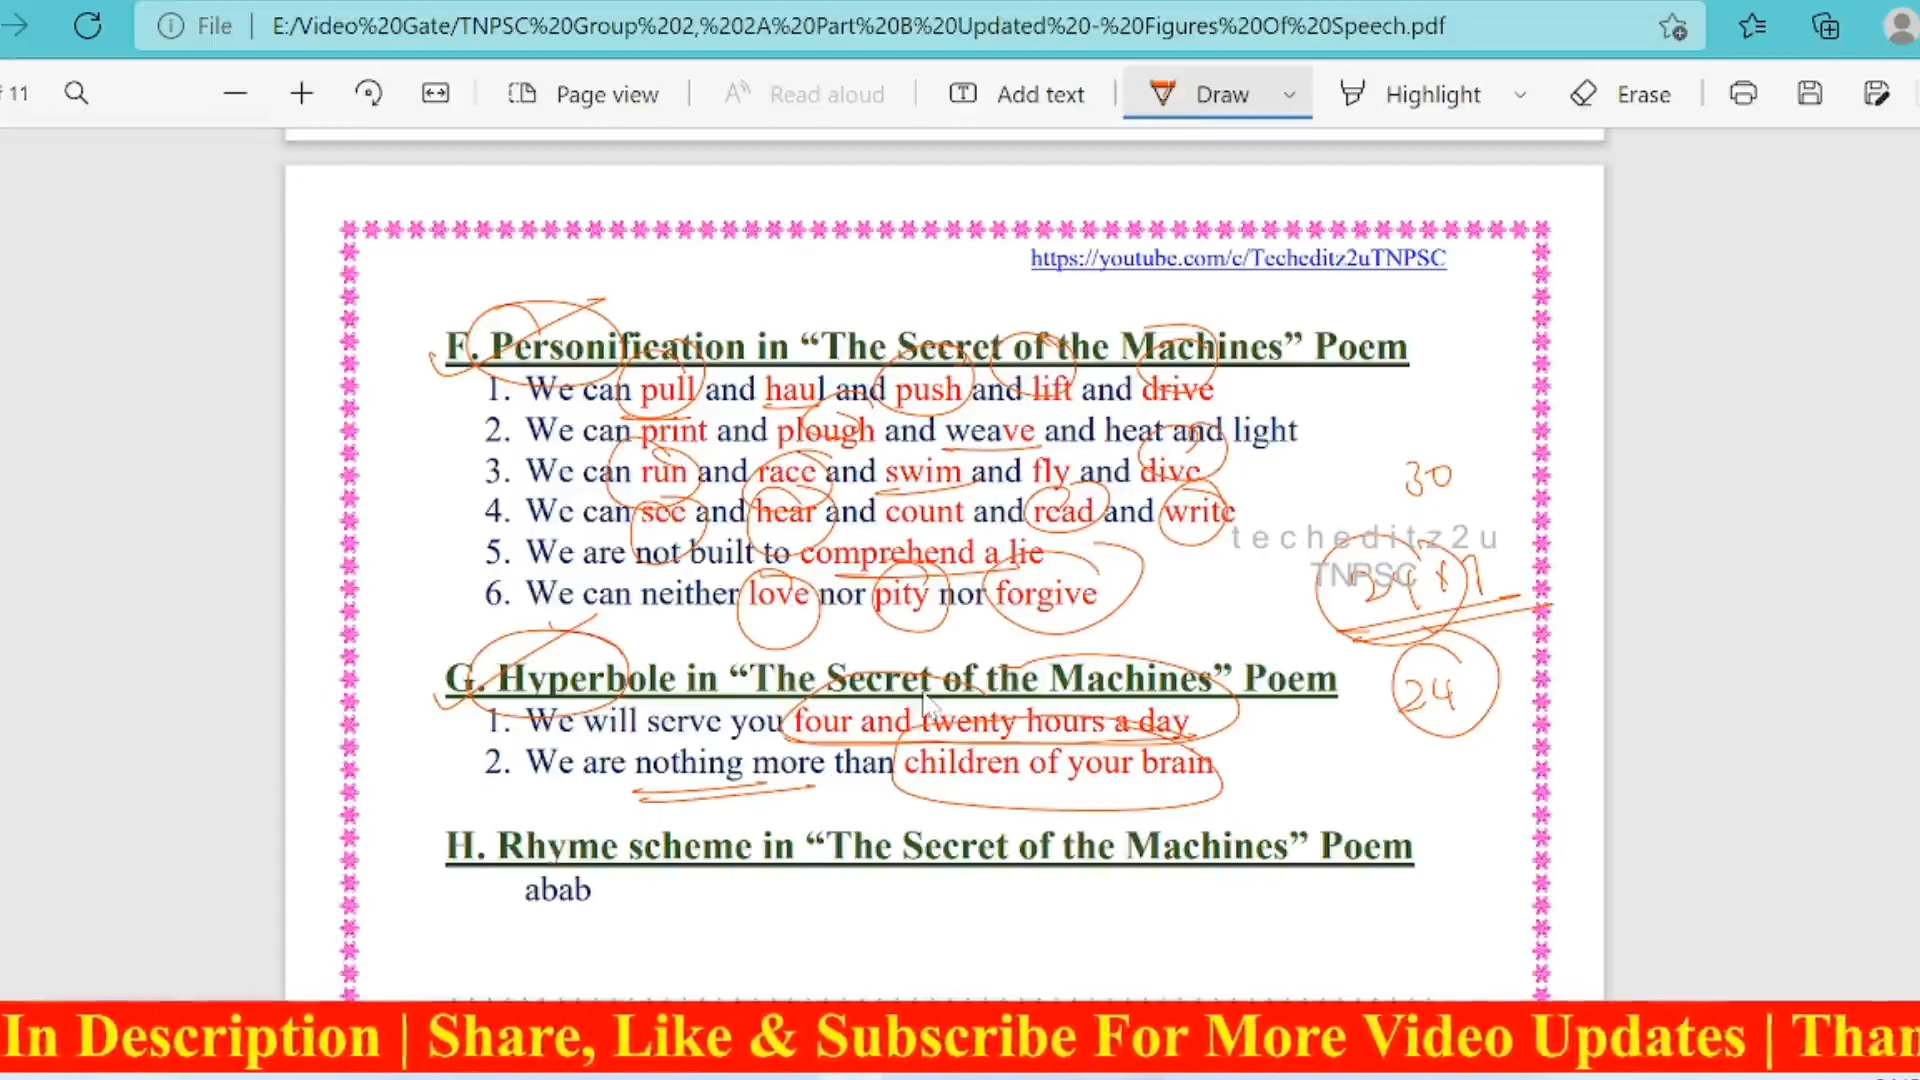 File | E:/Video%20Gate/TNPSC%20Group%202,%202A%20Part%20B%20Updated%20-%20Figures%20Of%20Speech.pdf
f 11 Page view Read aloud Add text Draw Highlight Erase
https://youtube.com/c/Techeditz2uTNPSC
F. Personification in “The Secret of the Machines” Poem
1. We can pull and haul and push and lift and drive
2. We can print and plough and weave and heat and light
3. We can run and race and swim and fly and dive
30
4. We can see and hear and count and read and write
techeditz2u
TNPSC
5. We are not built to comprehend a lie
24 x 7
6. We can neither love nor pity nor forgive
G. Hyperbole in “The Secret of the Machines” Poem
24
1. We will serve you four and twenty hours a day
2. We are nothing more than children of your brain
H. Rhyme scheme in “The Secret of the Machines” Poem
abab
In Description | Share, Like & Subscribe For More Video Updates | Than